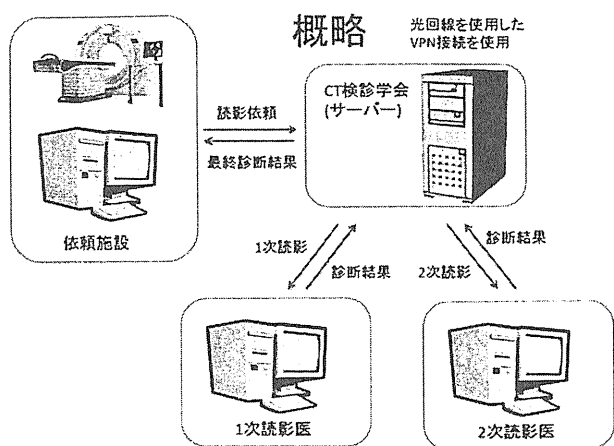 概略
光回線を使用した
VPN接続を使用
CT検診学会
(サーバー)
読影依頼
最終診断結果
依頼施設
1次読影
診断結果
2次読影
診断結果
1次読影医
2次読影医